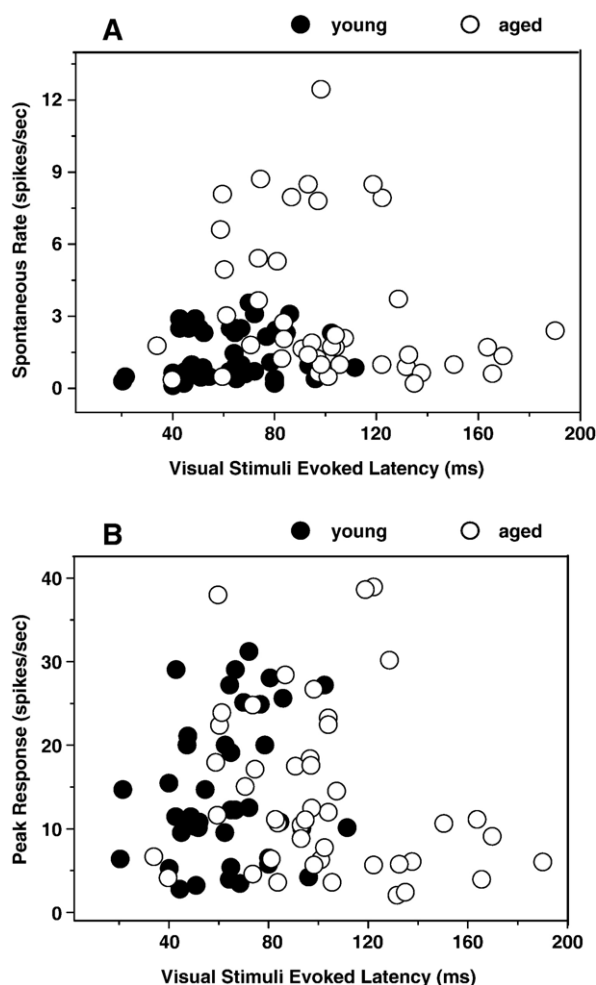 A
young
aged
12
9
6
3
0
Spontaneous Rate (spikes/sec)
40
80
120
160
200
Visual Stimuli Evoked Latency (ms)
B
young
aged
40
30
20
10
0
Peak Response (spikes/sec)
40
80
120
160
200
Visual Stimuli Evoked Latency (ms)